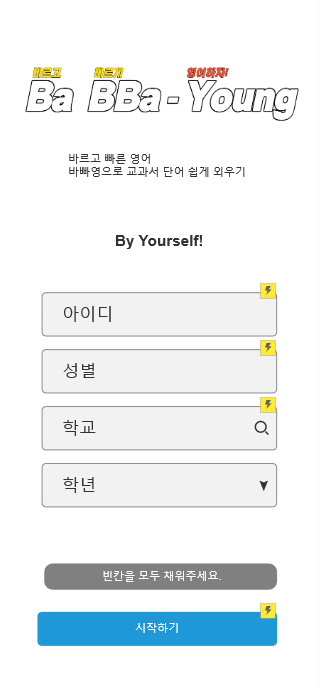 바르고 바르게 영어하자!
Ba BBa - Young
바르고 빠른 영어
바빠영으로 교과서 단어 쉽게 외우기
By Yourself!
아이디
성별
학교
학년
빈칸을 모두 채워주세요.
시작하기